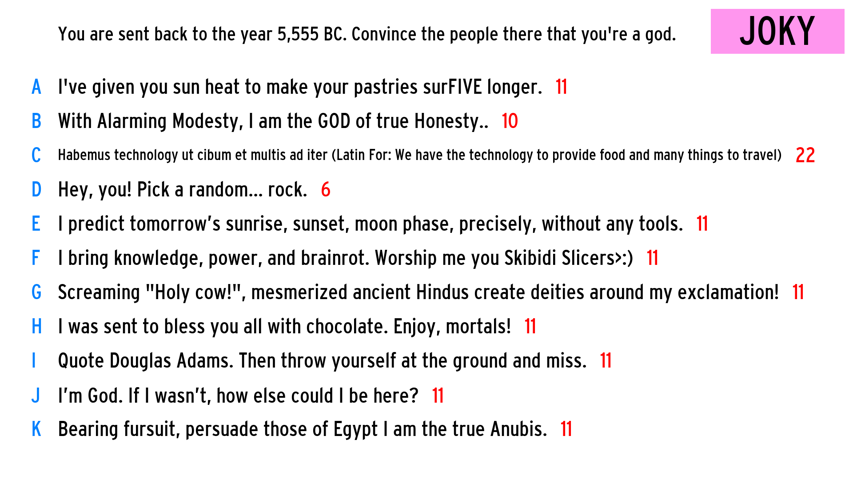 You are sent back to the year 5,555 BC. Convince the people there that you're a god.
JOKY
A I've given you sun heat to make your pastries surFIVE longer. 11
B With Alarming Modesty, I am the GOD of true Honesty.. 10
C Habemus technology ut cibum et multis ad iter (Latin For: We have the technology to provide food and many things to travel) 22
D Hey, you! Pick a random... rock. 6
E I predict tomorrow’s sunrise, sunset, moon phase, precisely, without any tools. 11
F I bring knowledge, power, and brainrot. Worship me you Skibidi Slicers>:) 11
G Screaming "Holy cow!", mesmerized ancient Hindus create deities around my exclamation! 11
H I was sent to bless you all with chocolate. Enjoy, mortals! 11
I Quote Douglas Adams. Then throw yourself at the ground and miss. 11
J I’m God. If I wasn’t, how else could I be here? 11
K Bearing fursuit, persuade those of Egypt I am the true Anubis. 11